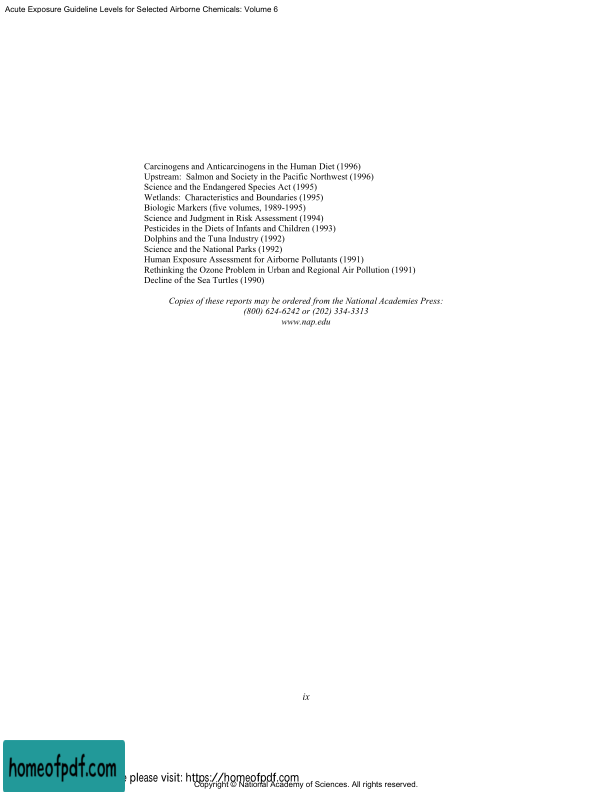 Acute Exposure Guideline Levels for Selected Airborne Chemicals: Volume 6
Carcinogens and Anticarcinogens in the Human Diet (1996)
Upstream: Salmon and Society in the Pacific Northwest (1996)
Science and the Endangered Species Act (1995)
Wetlands: Characteristics and Boundaries (1995)
Biologic Markers (five volumes, 1989-1995)
Science and Judgment in Risk Assessment (1994)
Pesticides in the Diets of Infants and Children (1993)
Dolphins and the Tuna Industry (1992)
Science and the National Parks (1992)
Human Exposure Assessment for Airborne Pollutants (1991)
Rethinking the Ozone Problem in Urban and Regional Air Pollution (1991)
Decline of the Sea Turtles (1990)
Copies of these reports may be ordered from the National Academies Press:
(800) 624-6242 or (202) 334-3313
www.nap.edu
ix
homeofpdf.com
please visit: https://homeofpdf.com
Copyright © National Academy of Sciences. All rights reserved.